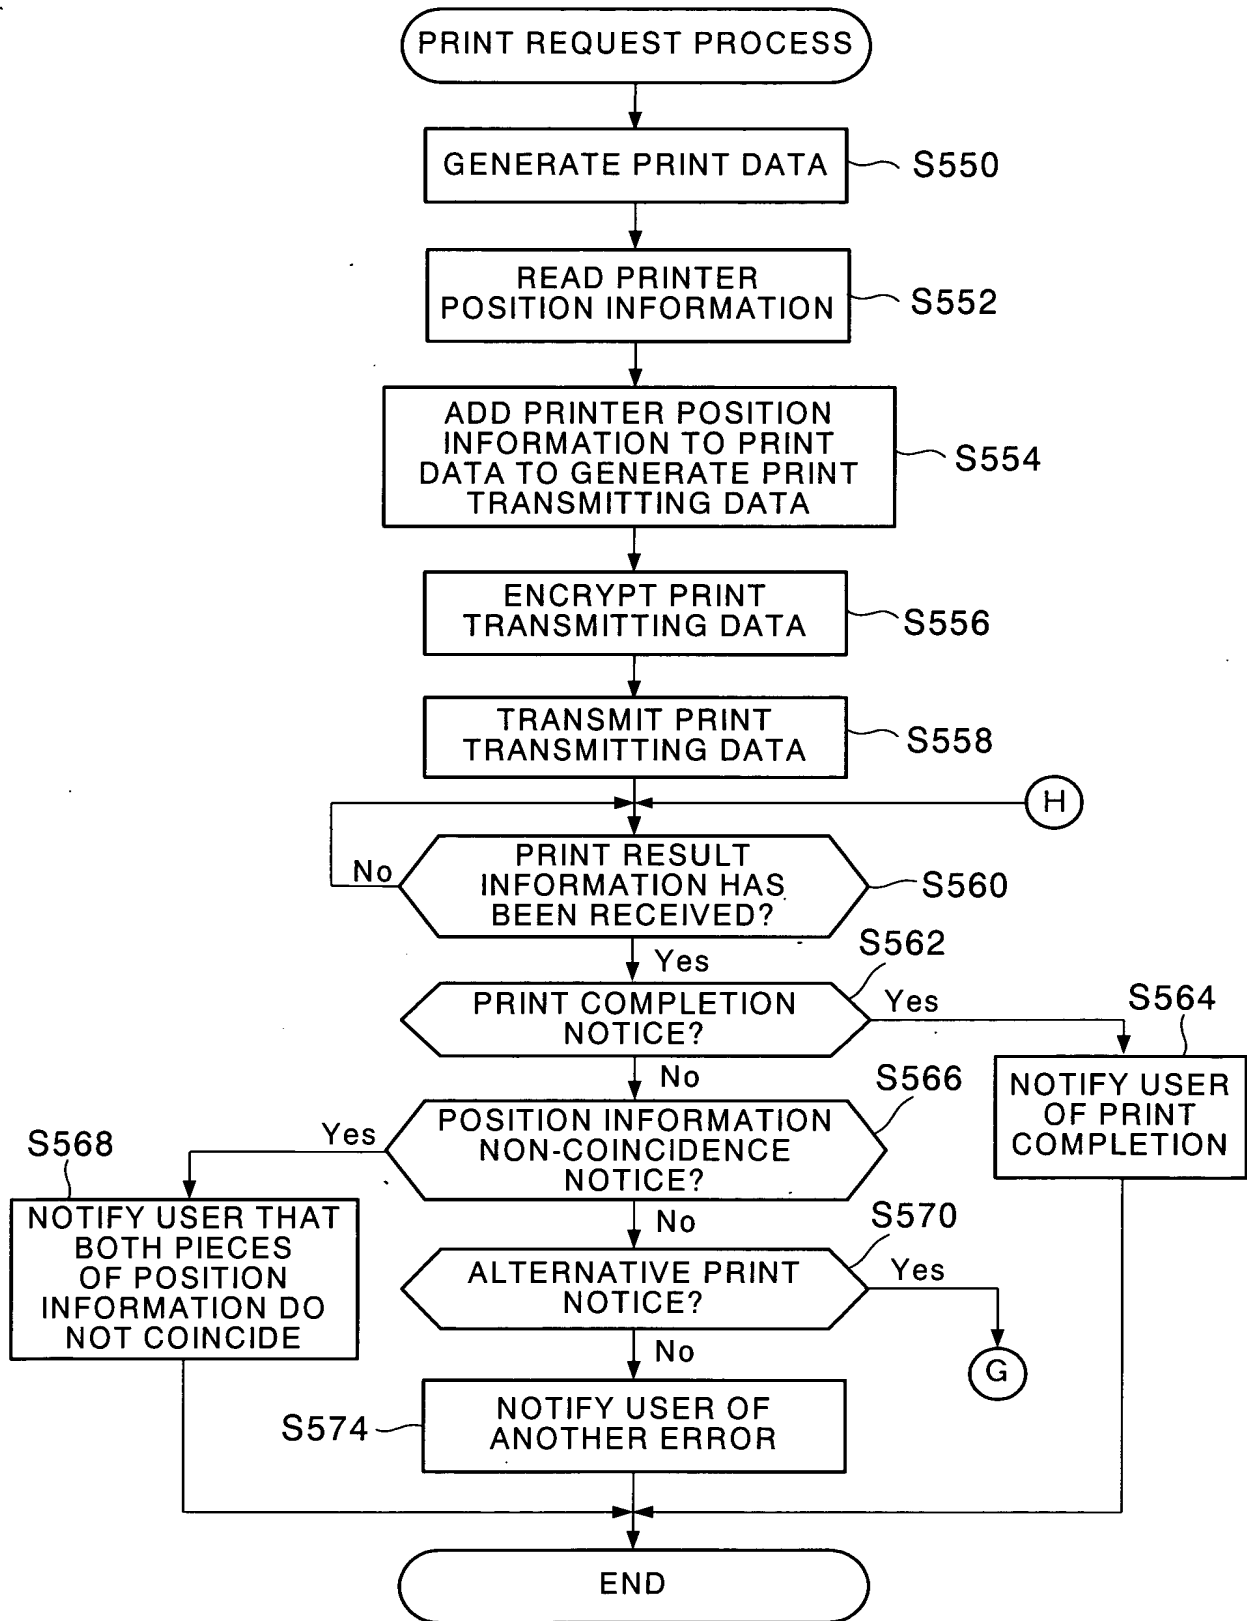 PRINT REQUEST PROCESS
GENERATE PRINT DATA
S550
READ PRINTER
POSITION INFORMATION
S552
ADD PRINTER POSITION
INFORMATION TO PRINT
DATA TO GENERATE PRINT
TRANSMITTING DATA
S554
ENCRYPT PRINT
TRANSMITTING DATA
S556
TRANSMIT PRINT
TRANSMITTING DATA
S558
H
No
PRINT RESULT
INFORMATION HAS
BEEN RECEIVED?
S560
Yes
S562
PRINT COMPLETION
NOTICE?
Yes
S564
NOTIFY USER
OF PRINT
COMPLETION
No
S566
POSITION INFORMATION
NON-COINCIDENCE
NOTICE?
Yes
S568
NOTIFY USER THAT
BOTH PIECES
OF POSITION
INFORMATION DO
NOT COINCIDE
No
S570
ALTERNATIVE PRINT
NOTICE?
Yes
G
No
S574
NOTIFY USER OF
ANOTHER ERROR
END